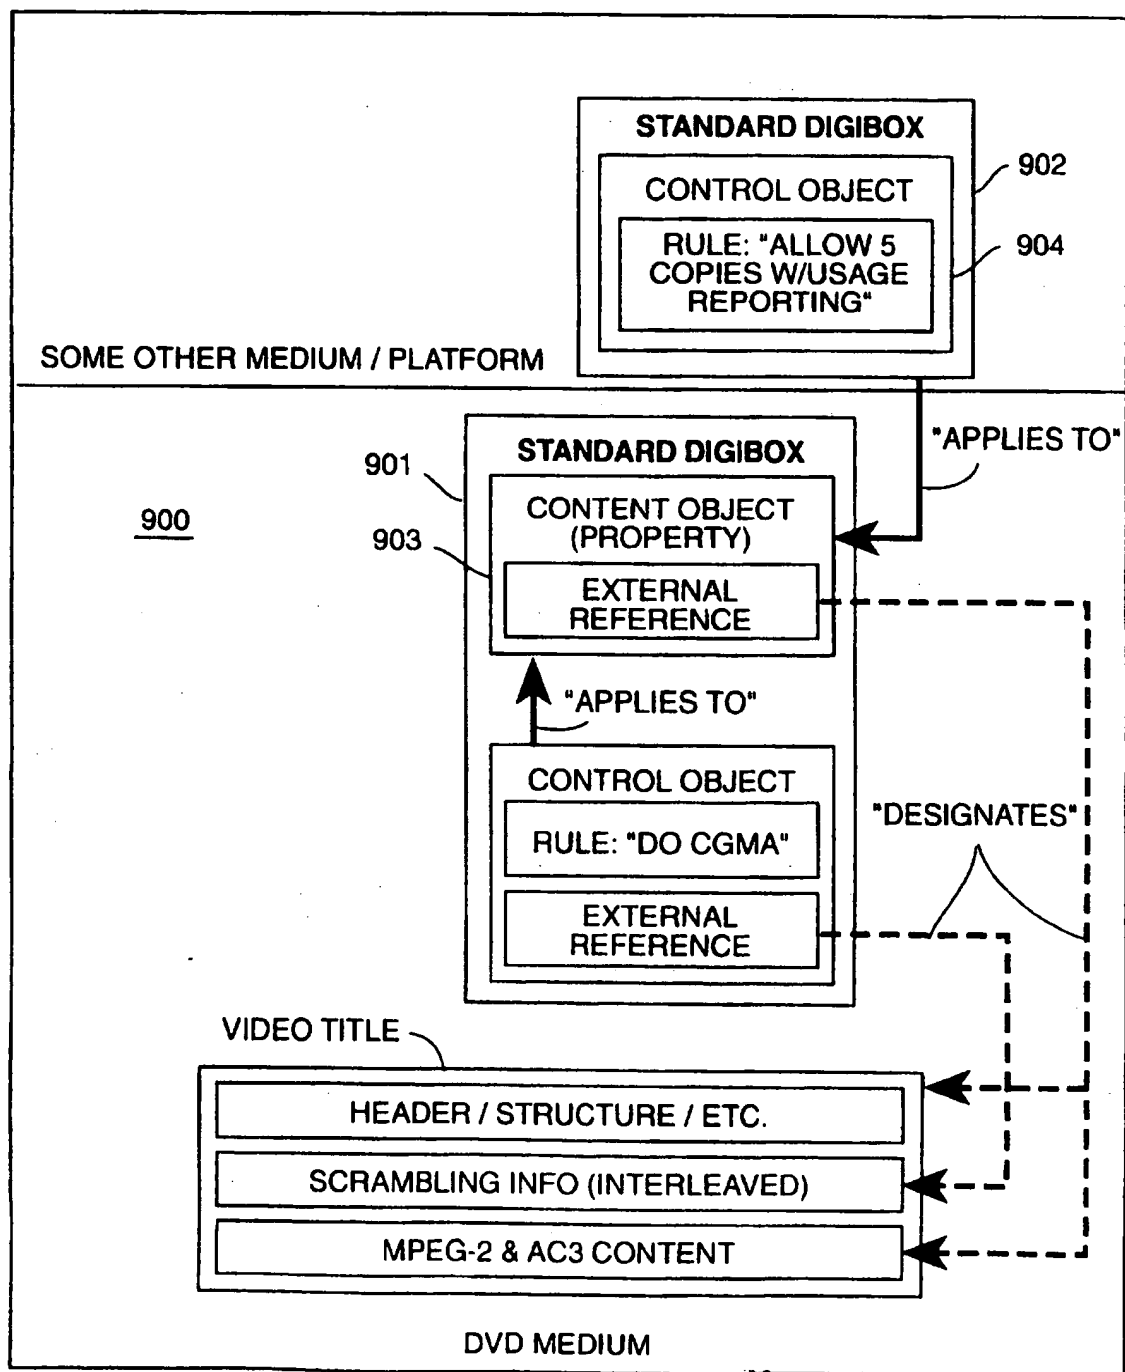 STANDARD DIGIBOX
902
CONTROL OBJECT
904
RULE: "ALLOW 5
COPIES W/USAGE
REPORTING"
SOME OTHER MEDIUM / PLATFORM
"APPLIES TO"
STANDARD DIGIBOX
901
900
CONTENT OBJECT
(PROPERTY)
903
EXTERNAL
REFERENCE
"APPLIES TO"
CONTROL OBJECT
"DESIGNATES"
RULE: "DO CGMA"
EXTERNAL
REFERENCE
VIDEO TITLE
HEADER / STRUCTURE / ETC.
SCRAMBLING INFO (INTERLEAVED)
MPEG-2 & AC3 CONTENT
DVD MEDIUM